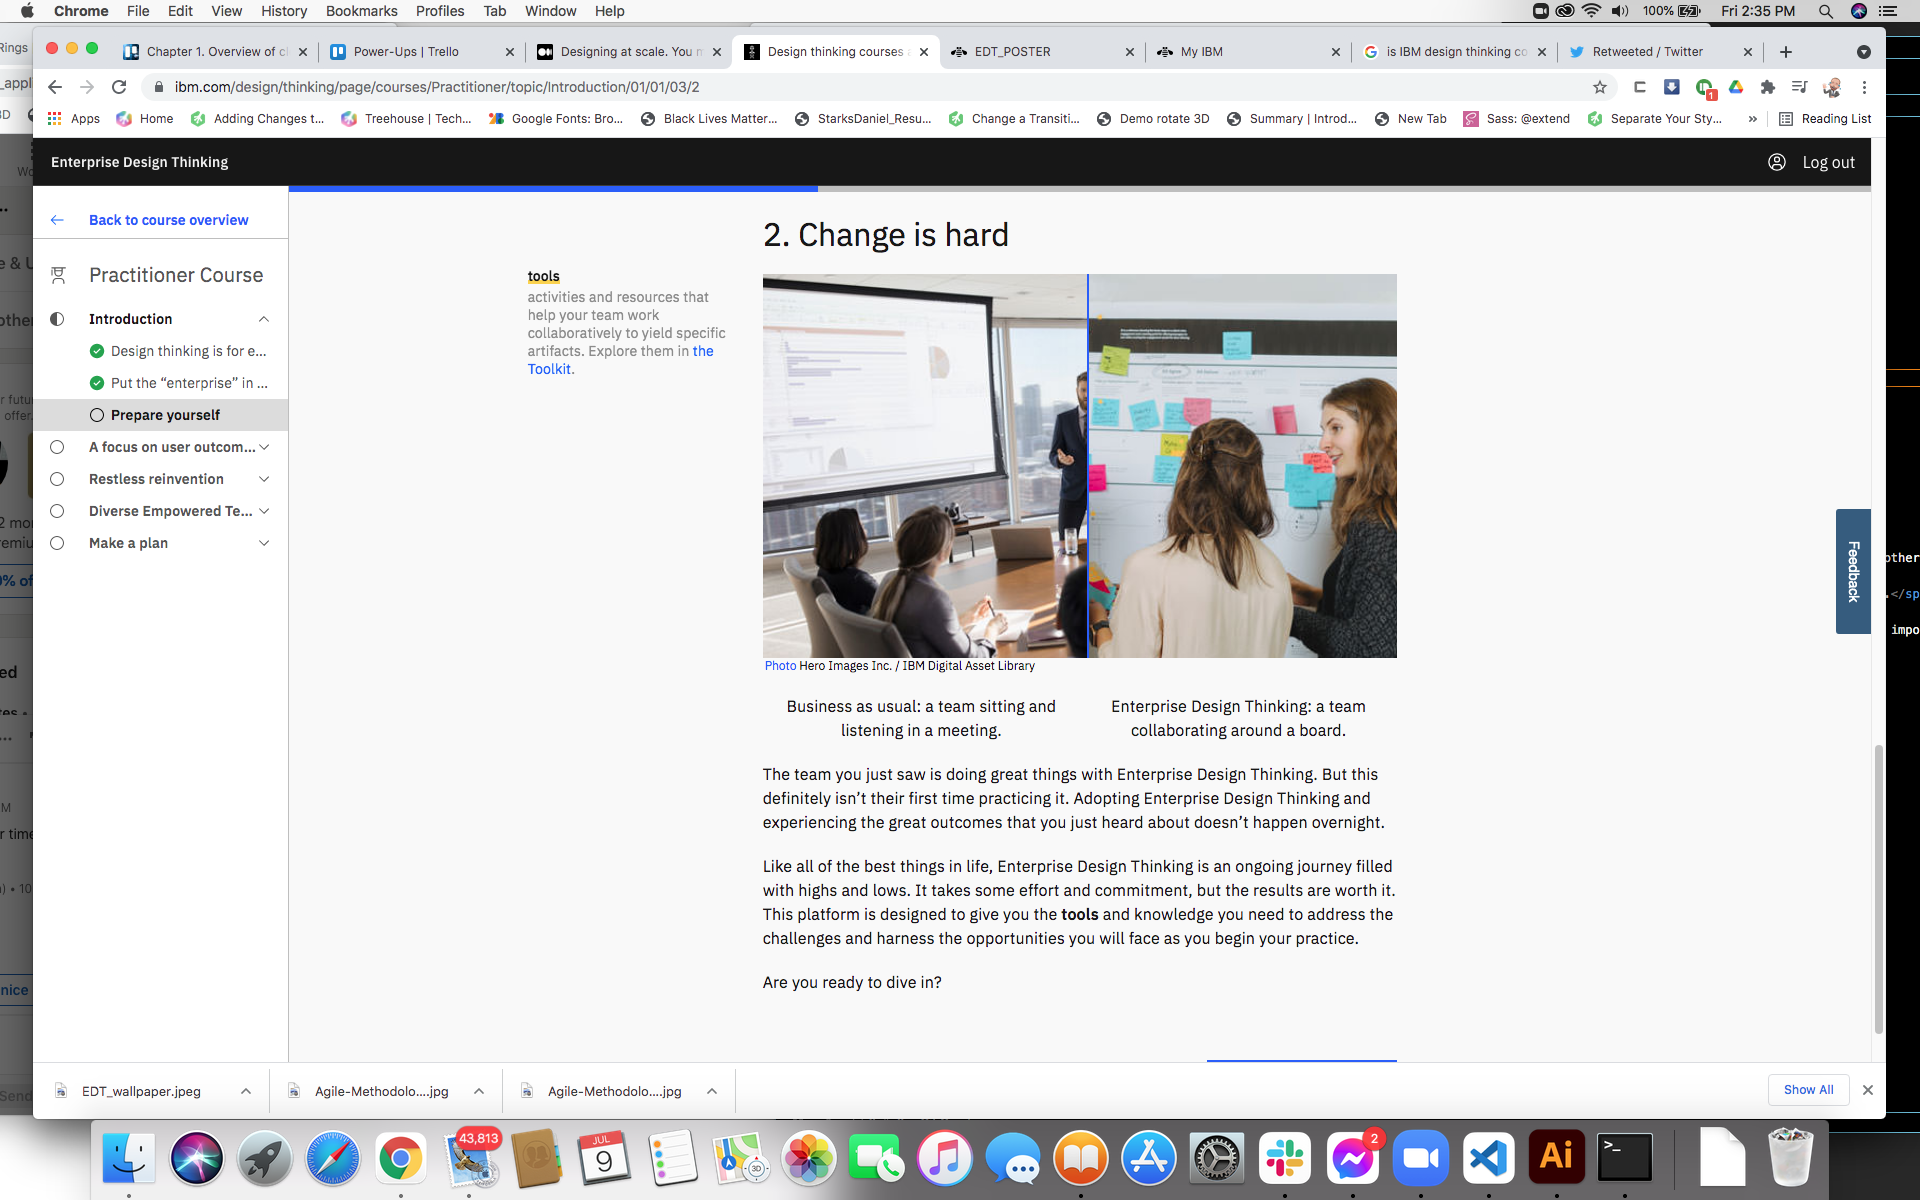 Chrome File Edit View History Bookmarks Profiles Tab Window Help
100% Fri 2:35 PM
Chapter 1. Overview of c
Power-Ups | Trello
Designing at scale. You m
Design thinking courses
EDT_POSTER
My IBM
is IBM design thinking co
Retweeted / Twitter
ibm.com/design/thinking/page/courses/Practitioner/topic/Introduction/01/01/03/2
1
Apps
Home
Adding Changes t...
Treehouse | Tech...
Google Fonts: Bro...
Black Lives Matter...
StarksDaniel_Resu...
Change a Transiti...
Demo rotate 3D
Summary | Introd...
New Tab
Sass: @extend
Separate Your Sty...
»
Reading List
Enterprise Design Thinking
Log out
Back to course overview
Practitioner Course
Introduction
Design thinking is for e...
Put the “enterprise” in ...
Prepare yourself
A focus on user outcom...
Restless reinvention
Diverse Empowered Te...
Make a plan
2. Change is hard
tools
activities and resources that
help your team work
collaboratively to yield specific
artifacts. Explore them in the
Toolkit.
Photo Hero Images Inc. / IBM Digital Asset Library
Business as usual: a team sitting and
listening in a meeting.
Enterprise Design Thinking: a team
collaborating around a board.
The team you just saw is doing great things with Enterprise Design Thinking. But this
definitely isn’t their first time practicing it. Adopting Enterprise Design Thinking and
experiencing the great outcomes that you just heard about doesn’t happen overnight.
Like all of the best things in life, Enterprise Design Thinking is an ongoing journey filled
with highs and lows. It takes some effort and commitment, but the results are worth it.
This platform is designed to give you the tools and knowledge you need to address the
challenges and harness the opportunities you will face as you begin your practice.
Are you ready to dive in?
Feedback
Rings
_appl
other
.</sp
impo
EDT_wallpaper.jpeg
Agile-Methodolo....jpg
Agile-Methodolo....jpg
Show All
43,813
JUL
9
3D
2
Ai
>_